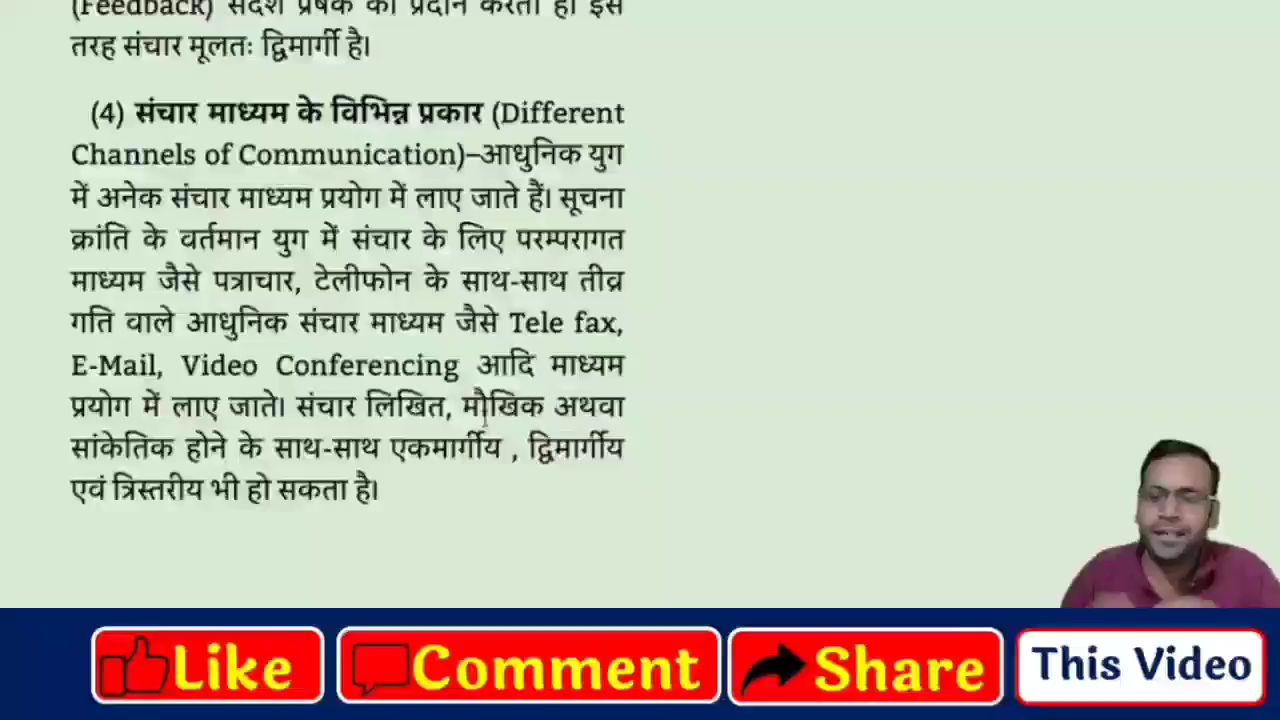 (Feedback) संदेश प्रेषक को प्रदान करता है। इस
तरह संचार मूलतः द्विमार्गी है।
(4) संचार माध्यम के विभिन्न प्रकार (Different
Channels of Communication)–आधुनिक युग
में अनेक संचार माध्यम प्रयोग में लाए जाते हैं। सूचना
क्रांति के वर्तमान युग में संचार के लिए परम्परागत
माध्यम जैसे पत्राचार, टेलीफोन के साथ-साथ तीव्र
गति वाले आधुनिक संचार माध्यम जैसे Tele fax,
E-Mail, Video Conferencing आदि माध्यम
प्रयोग में लाए जाते। संचार लिखित, मौखिक अथवा
सांकेतिक होने के साथ-साथ एकमार्गीय , द्विमार्गीय
एवं त्रिस्तरीय भी हो सकता है।
Like Comment Share This Video